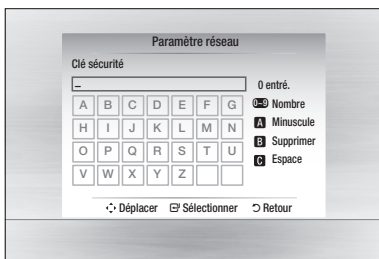 Paramètre réseau
Clé sécurité
_ 0 entré.
A B C D E F G 0-9 Nombre
H I J K L M N A Minuscule
O P Q R S T U B Supprimer
V W X Y Z C Espace
Déplacer Sélectionner Retour